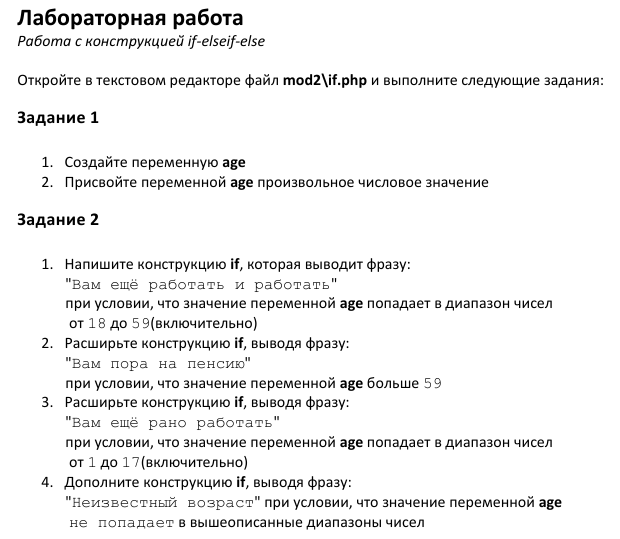 Лабораторная работа
Работа с конструкцией if-elseif-else
Откройте в текстовом редакторе файл mod2\if.php и выполните следующие задания:
Задание 1
1. Создайте переменную age
2. Присвойте переменной age произвольное числовое значение
Задание 2
1. Напишите конструкцию if, которая выводит фразу:
"Вам ещё работать и работать"
при условии, что значение переменной age попадает в диапазон чисел
от 18 до 59(включительно)
2. Расширьте конструкцию if, выводя фразу:
"Вам пора на пенсию"
при условии, что значение переменной age больше 59
3. Расширьте конструкцию if, выводя фразу:
"Вам ещё рано работать"
при условии, что значение переменной age попадает в диапазон чисел
от 1 до 17(включительно)
4. Дополните конструкцию if, выводя фразу:
"Неизвестный возраст" при условии, что значение переменной age
не попадает в вышеописанные диапазоны чисел